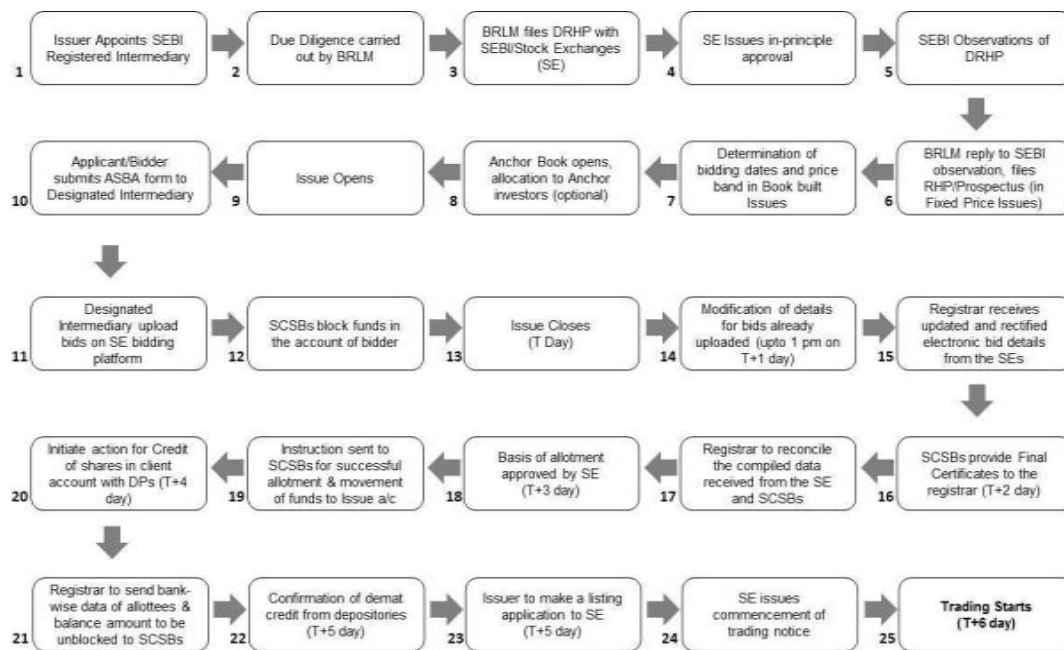 Issuer Appoints SEBI
Registered Intermediary
1
Due Diligence carried
out by BRLM
2
BRLM files DRHP with
SEBI/Stock Exchanges
(SE)
3
SE Issues in-principle
approval
4
SEBI Observations of
DRHP
5
BRLM reply to SEBI
observation, files
RHP/Prospectus (in
Fixed Price Issues)
6
Determination of
bidding dates and price
band in Book built
Issues
7
Anchor Book opens,
allocation to Anchor
investors (optional)
8
Issue Opens
9
Applicant/Bidder
submits ASBA form to
Designated Intermediary
10
Designated
Intermediary upload
bids on SE bidding
platform
11
SCSBs block funds in
the account of bidder
12
Issue Closes
(T Day)
13
Modification of details
for bids already
uploaded (upto 1 pm on
T+1 day)
14
Registrar receives
updated and rectified
electronic bid details
from the SEs
15
SCSBs provide Final
Certificates to the
registrar (T+2 day)
16
Registrar to reconcile
the compiled data
received from the SE
and SCSBs
17
Basis of allotment
approved by SE
(T+3 day)
18
Instruction sent to
SCSBs for successful
allotment & movement
of funds to Issue a/c
19
Initiate action for Credit
of shares in client
account with DPs (T+4
day)
20
Registrar to send bank-
wise data of allottees &
balance amount to be
unblocked to SCSBs
21
Confirmation of demat
credit from depositories
(T+5 day)
22
Issuer to make a listing
application to SE
(T+5 day)
23
SE issues
commencement of
trading notice
24
Trading Starts
(T+6 day)
25